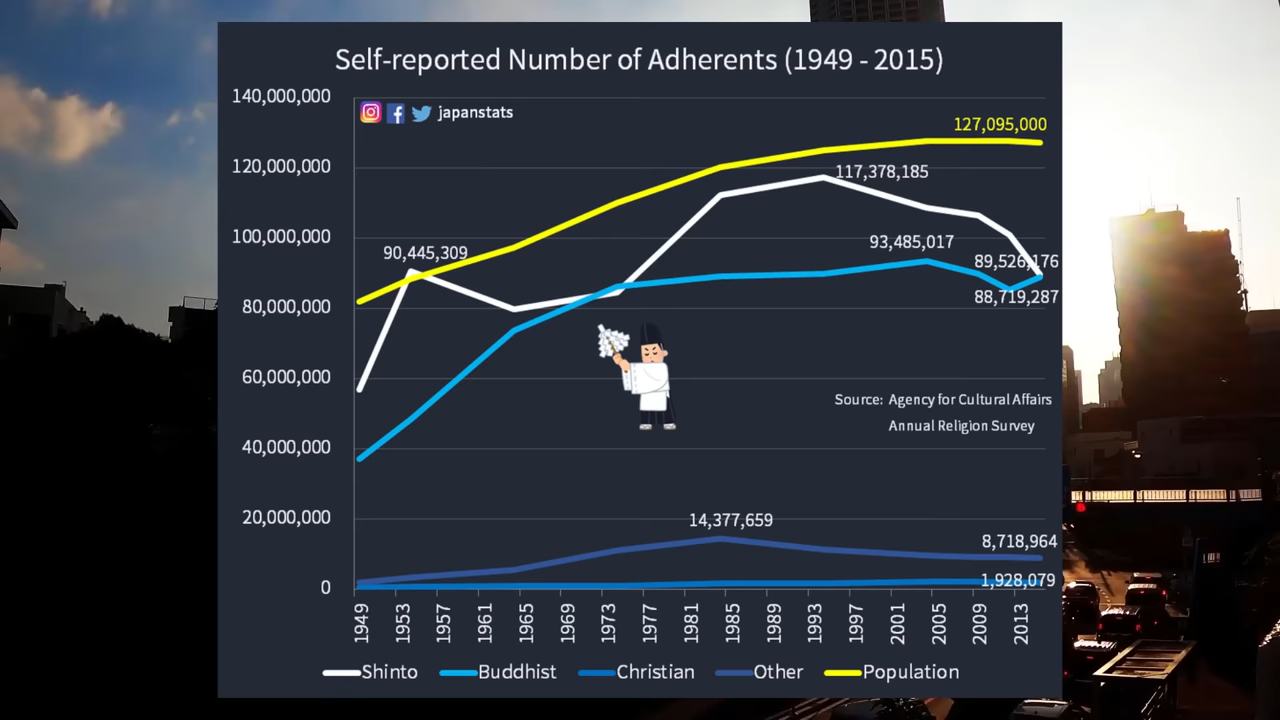 Self-reported Number of Adherents (1949 - 2015)
140,000,000
japanstats
127,095,000
120,000,000
117,378,185
100,000,000
90,445,309
93,485,017
89,526,176
88,719,287
80,000,000
60,000,000
Source: Agency for Cultural Affairs
Annual Religion Survey
40,000,000
20,000,000
14,377,659
8,718,964
1,928,079
0
1949 1953 1957 1961 1965 1969 1973 1977 1981 1985 1989 1993 1997 2001 2005 2009 2013
Shinto Buddhist Christian Other Population